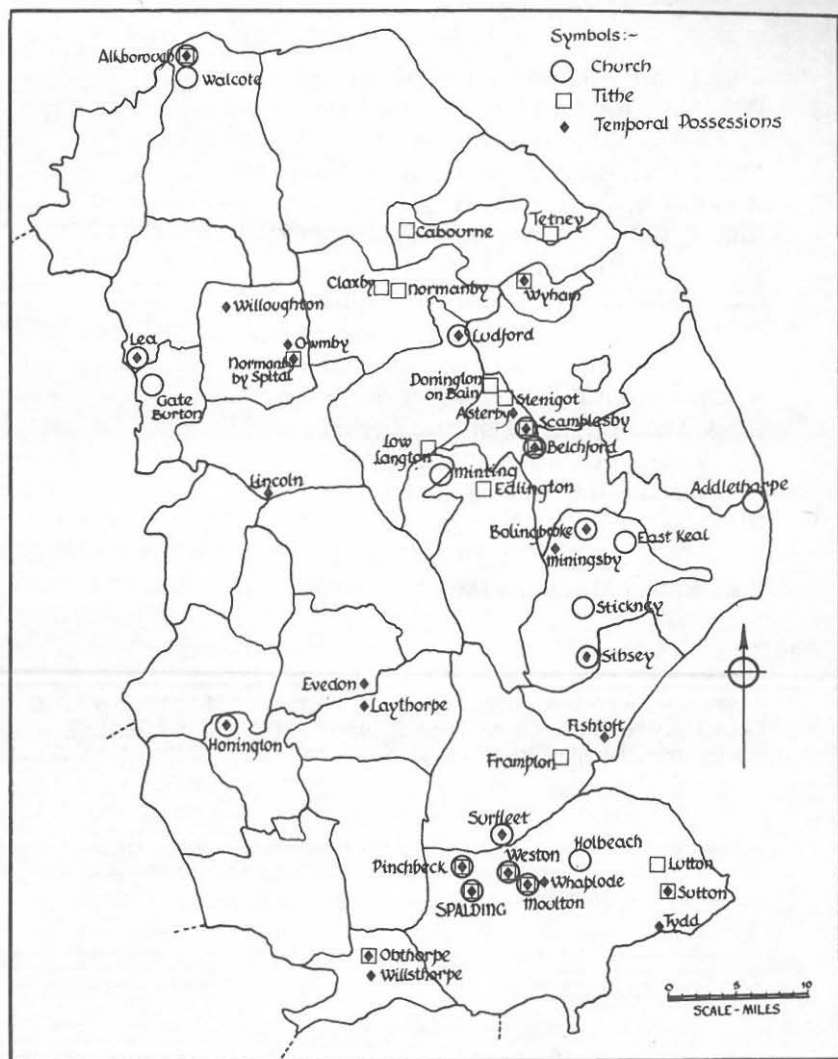 Symbols:-
Church
Tithe
Temporal Possessions
Alkborough
Walcote
Cabourne
Tetney
Claxby
Normanby
Wyham
Willoughton
Ludford
Lea
Owmby
Normanby
by Spital
Gate
Burton
Donington
on Bain
Stenigot
Asterby
Scamblesby
Belchford
Low
Langton
Minting
Edlington
Lincoln
Addlethorpe
Bolingbroke
East Keal
Miningsby
Stickney
Sibsey
Evedon
Laythorpe
Honington
Fishtoft
Frampton
Surfleet
Holbeach
Weston
Pinchbeck
Lutton
Whaplode
Moulton
SPALDING
Sutton
Tydd
Obthorpe
Willsthorpe
0 5 10
SCALE - MILES